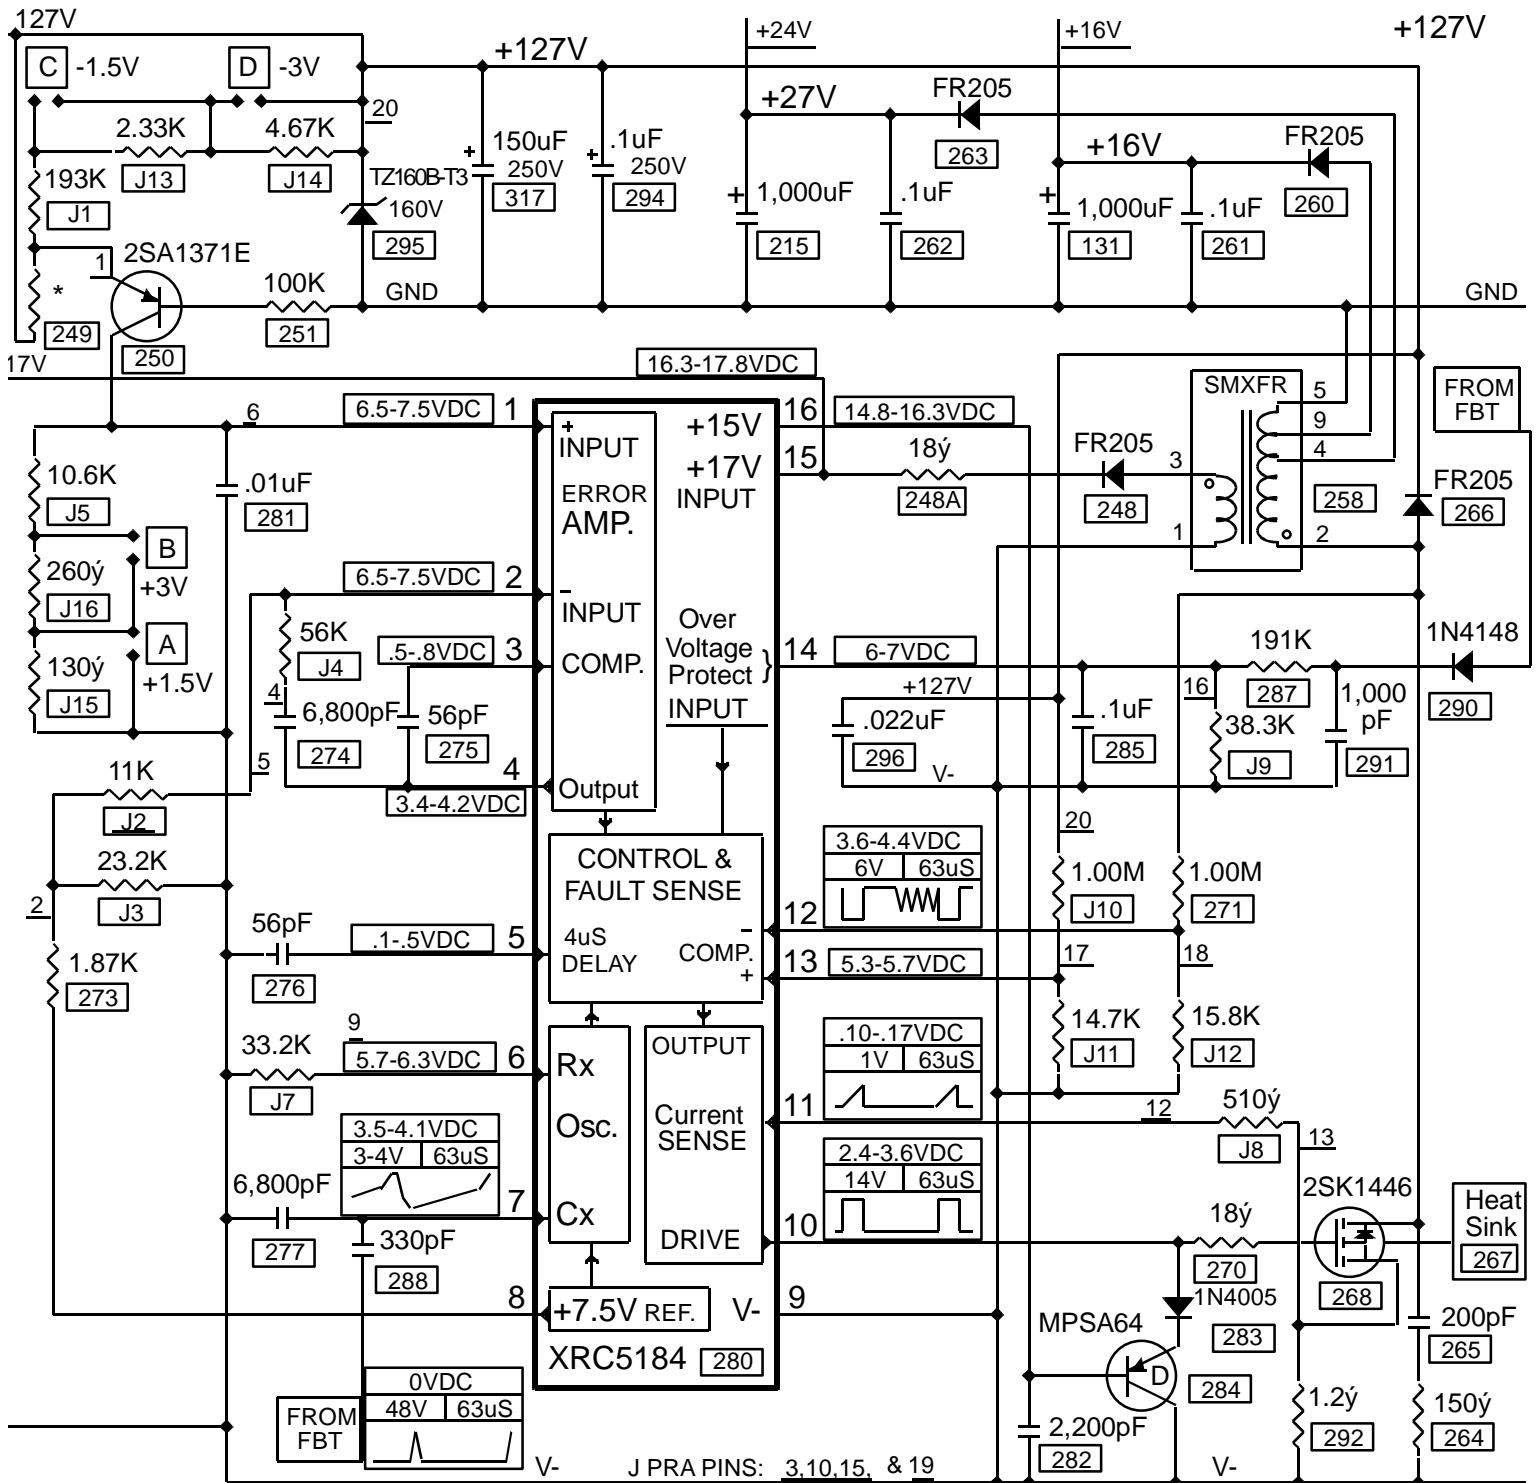 127V
+24V
+16V
+127V
C -1.5V
D -3V
+127V
20
+27V
FR205
263
2.33K
J13
4.67K
J14
150uF
250V
317
.1uF
250V
294
+16V
FR205
260
193K
J1
TZ160B-T3
160V
295
+
+
+ 1,000uF
215
.1uF
262
+ 1,000uF
131
.1uF
261
1
2SA1371E
*
249
250
100K
251
GND
GND
17V
16.3-17.8VDC
SMXFR
5
9
4
3
1
2
258
FROM
FBT
6
6.5-7.5VDC
1
16
14.8-16.3VDC
+
INPUT
+15V
+17V
INPUT
15
18ý
248A
FR205
248
FR205
266
10.6K
J5
.01uF
281
ERROR
AMP.
B
+3V
260ý
J16
6.5-7.5VDC
2
-
INPUT
A
+1.5V
130ý
J15
56K
J4
.5-.8VDC
3
COMP.
Over
Voltage
Protect }
INPUT
14
6-7VDC
191K
287
1N4148
290
4
6,800pF
274
56pF
275
+127V
.022uF
296
.1uF
285
16
38.3K
J9
1,000
pF
291
5
4
3.4-4.2VDC
Output
V-
11K
J2
20
23.2K
J3
2
CONTROL &
FAULT SENSE
3.6-4.4VDC
6V 63uS
12
1.00M
J10
1.00M
271
56pF
276
.1-.5VDC
5
4uS
DELAY
-
COMP.
+
13
5.3-5.7VDC
17
18
1.87K
273
9
33.2K
J7
5.7-6.3VDC
6
Rx
Osc.
Cx
OUTPUT
Current
SENSE
DRIVE
.10-.17VDC
1V 63uS
11
14.7K
J11
15.8K
J12
12
510ý
J8
13
3.5-4.1VDC
3-4V 63uS
7
6,800pF
277
330pF
288
2.4-3.6VDC
14V 63uS
10
18ý
270
2SK1446
268
Heat
Sink
267
8
+7.5V REF.
V-
9
1N4005
283
MPSA64
D
284
200pF
265
XRC5184 280
FROM
FBT
0VDC
48V 63uS
2,200pF
282
1.2ý
292
150ý
264
V-
J PRA PINS: 3,10,15, & 19
V-